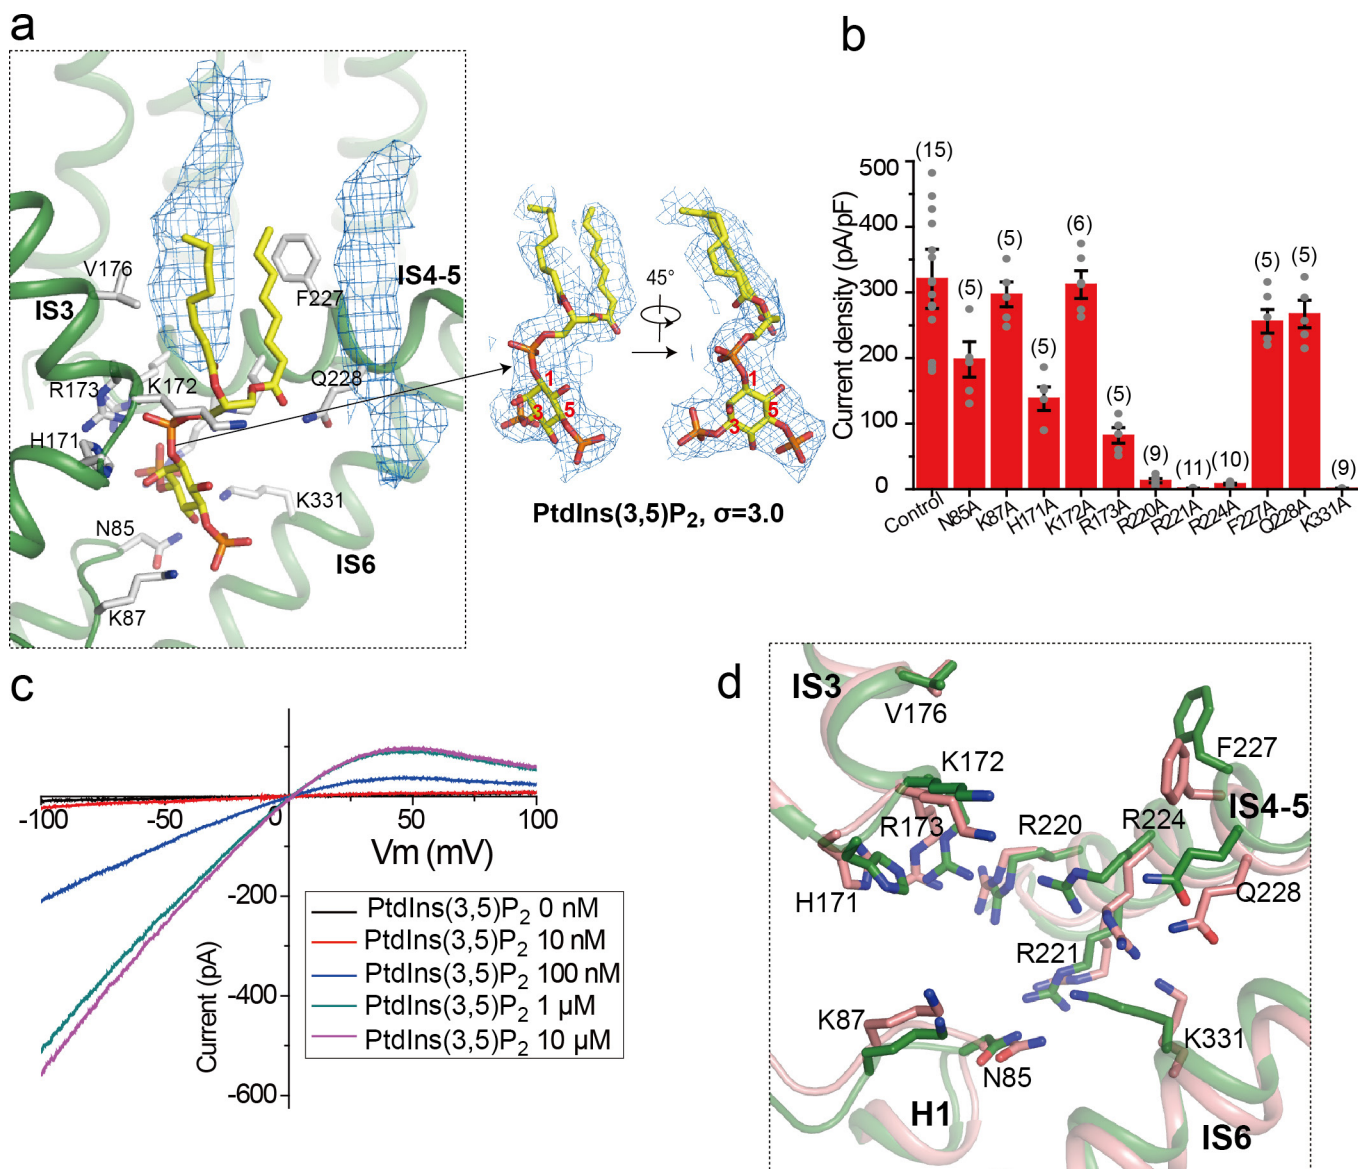 a
V176
IS3
F227
IS4-5
R173
K172
Q228
H171
K331
N85
IS6
K87
45°
1
3
5
1
3
5
PtdIns(3,5)P2, σ=3.0
b
Current density (pA/pF)
500
400
300
200
100
0
(15)
(5)
(5)
(5)
(6)
(5)
(9)
(11)
(10)
(5)
(5)
(9)
Control
N85A
K87A
H171A
K172A
R173A
R220A
R221A
R224A
F227A
Q228A
K331A
c
-100
-50
0
50
100
Vm (mV)
-200
-400
-600
Current (pA)
PtdIns(3,5)P2 0 nM
PtdIns(3,5)P2 10 nM
PtdIns(3,5)P2 100 nM
PtdIns(3,5)P2 1 µM
PtdIns(3,5)P2 10 µM
d
IS3
V176
K172
F227
IS4-5
R173
R220
R224
H171
Q228
R221
K87
K331
N85
H1
IS6